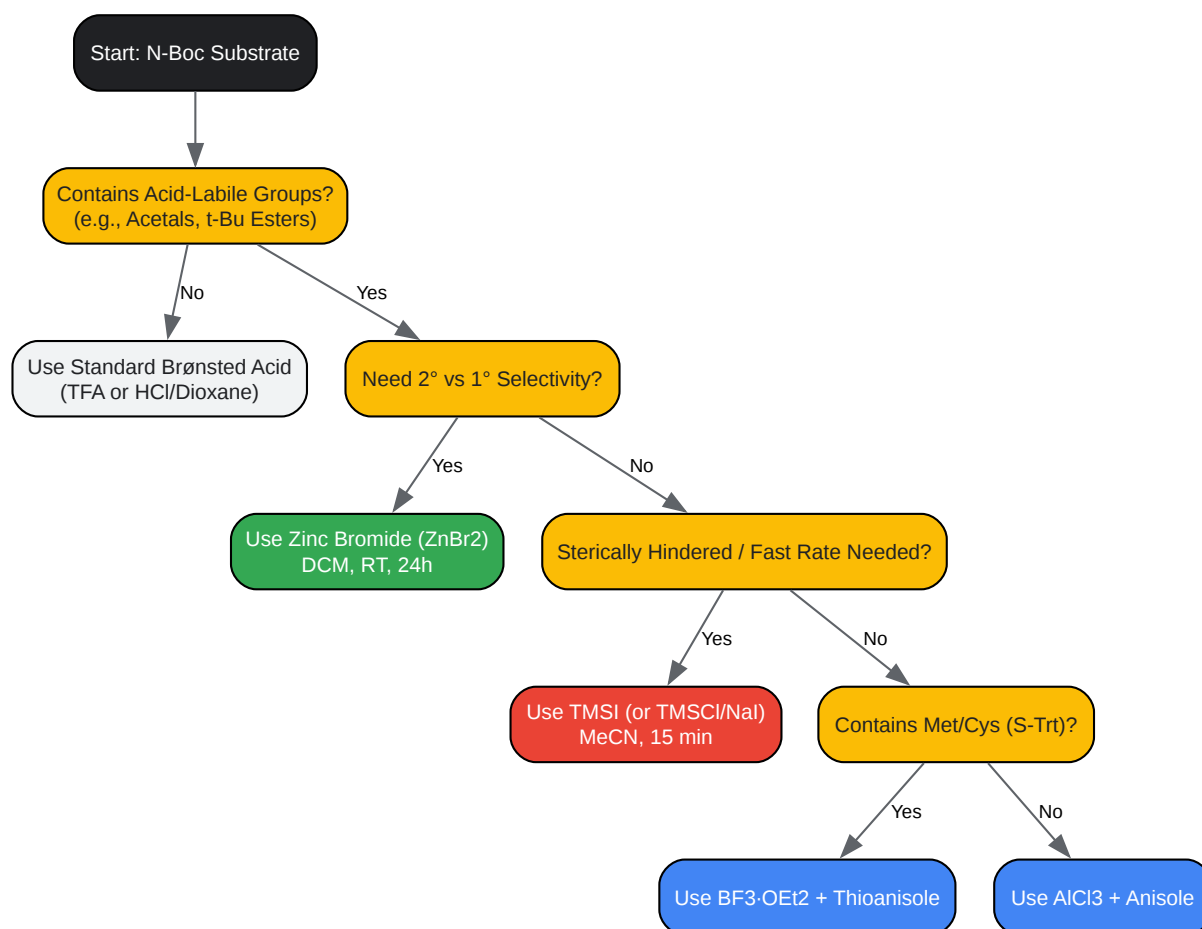 Start: N-Boc Substrate
Contains Acid-Labile Groups?
(e.g., Acetals, t-Bu Esters)
No
Yes
Use Standard Brønsted Acid
(TFA or HCl/Dioxane)
Need 2° vs 1° Selectivity?
Yes
No
Use Zinc Bromide (ZnBr2)
DCM, RT, 24h
Sterically Hindered / Fast Rate Needed?
Yes
No
Use TMSI (or TMSCl/NaI)
MeCN, 15 min
Contains Met/Cys (S-Trt)?
Yes
No
Use BF3·OEt2 + Thioanisole
Use AlCl3 + Anisole